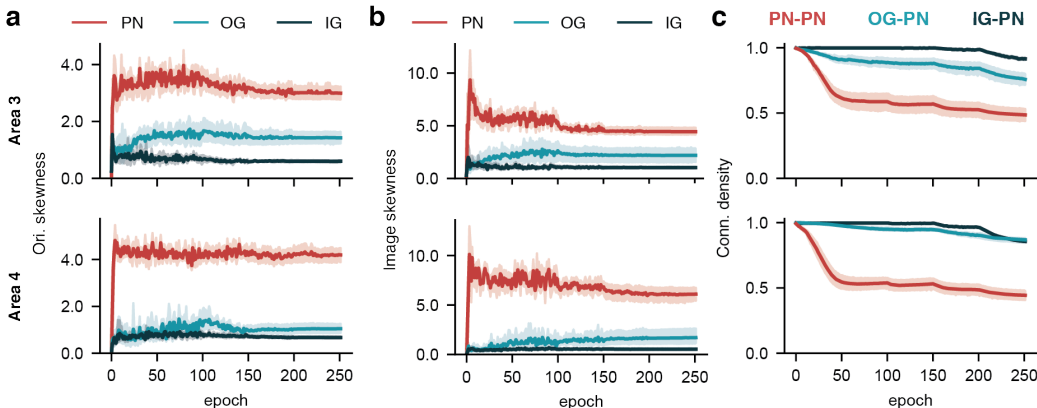 a
PN OG IG
Area 3
Ori. skewness
4.0
2.0
0.0
Area 4
4.0
2.0
0.0
0 50 100 150 200 250
epoch
b
PN OG IG
Image skewness
10.0
5.0
0.0
10.0
5.0
0.0
0 50 100 150 200 250
epoch
c
PN-PN OG-PN IG-PN
Conn. density
1.0
0.5
0.0
1.0
0.5
0.0
0 50 100 150 200 250
epoch